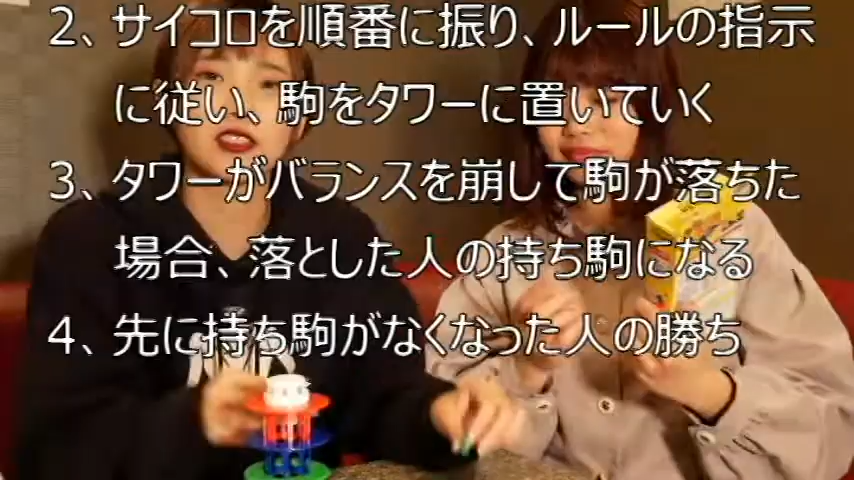 2、サイコロを順番に振り、ルールの指示
に従い、駒をタワーに置いていく
3、タワーがバランスを崩して駒が落ちた
場合、落とした人の持ち駒になる
4、先に持ち駒がなくなった人の勝ち